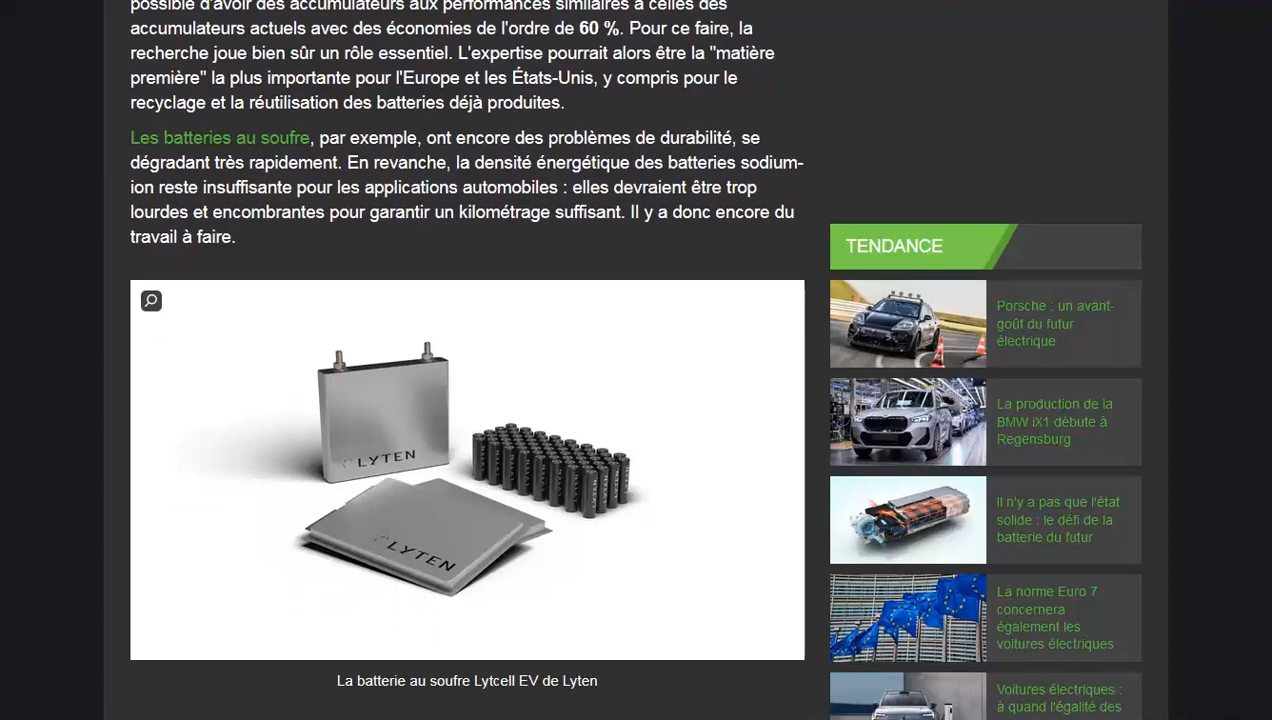 possible d'avoir des accumulateurs aux performances similaires à celles des
accumulateurs actuels avec des économies de l'ordre de 60 %. Pour ce faire, la
recherche joue bien sûr un rôle essentiel. L'expertise pourrait alors être la "matière
première" la plus importante pour l'Europe et les États-Unis, y compris pour le
recyclage et la réutilisation des batteries déjà produites.
Les batteries au soufre, par exemple, ont encore des problèmes de durabilité, se
dégradant très rapidement. En revanche, la densité énergétique des batteries sodium-
ion reste insuffisante pour les applications automobiles : elles devraient être trop
lourdes et encombrantes pour garantir un kilométrage suffisant. Il y a donc encore du
travail à faire.
LYTEN
LYTEN
La batterie au soufre Lytcell EV de Lyten
TENDANCE
Porsche : un avant-
goût du futur
électrique
La production de la
BMW iX1 débute à
Regensburg
Il n'y a pas que l'état
solide : le défi de la
batterie du futur
La norme Euro 7
concernera
également les
voitures électriques
Voitures électriques :
à quand l'égalité des